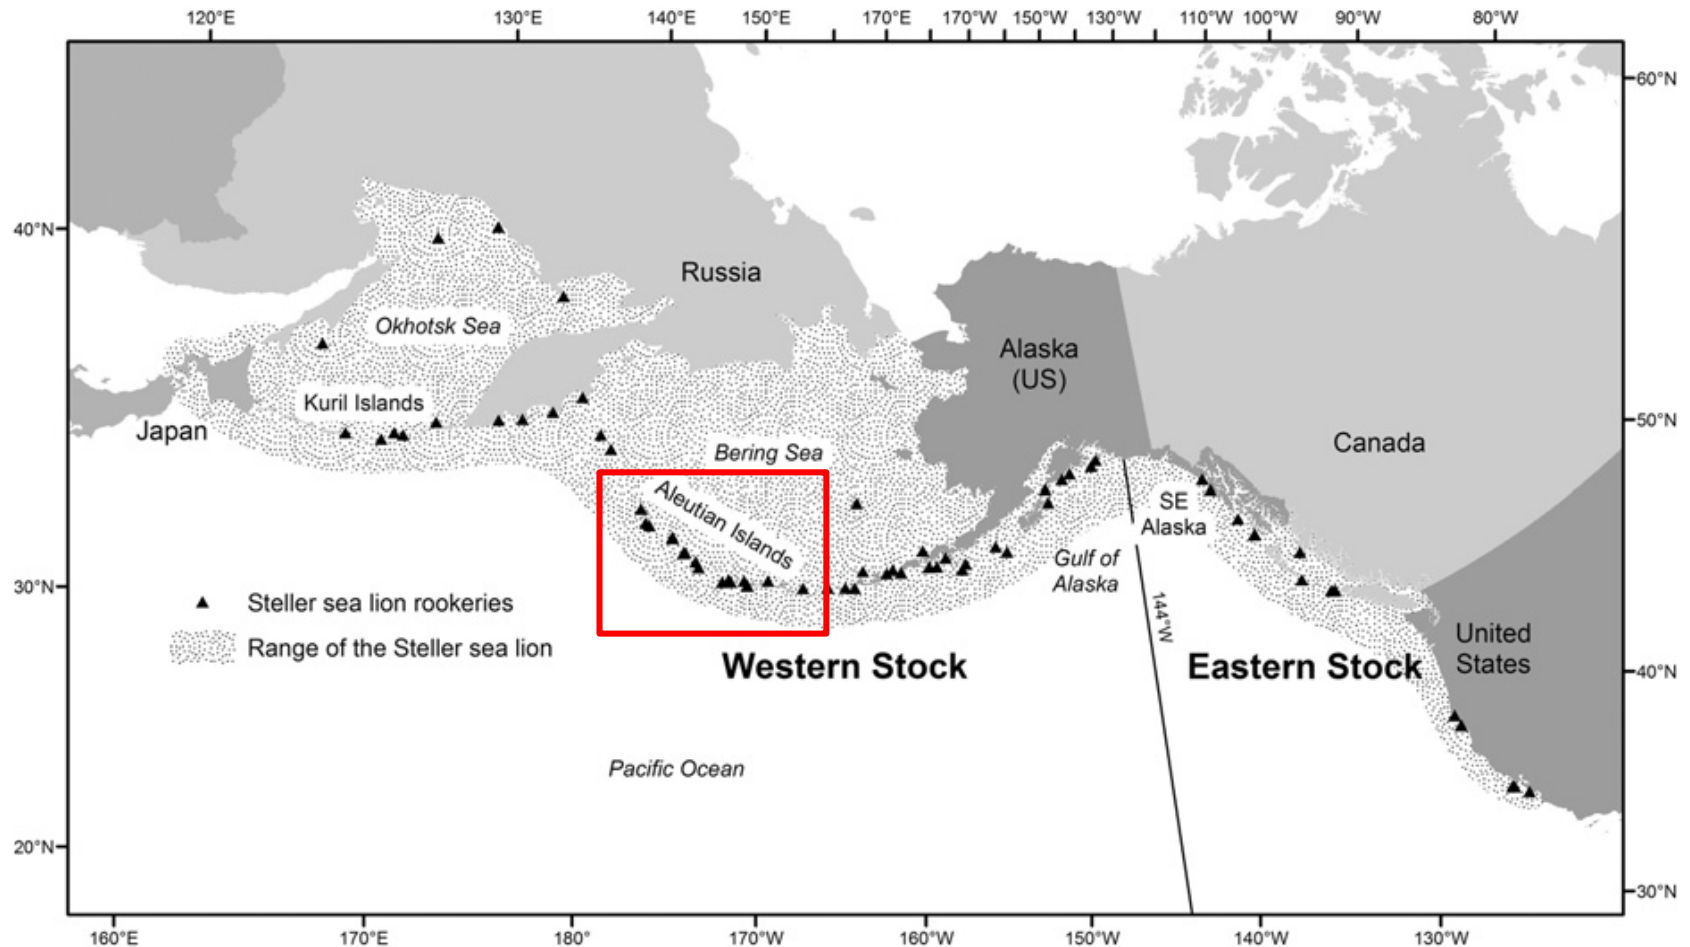 120°E 130°E 140°E 150°E 170°E 170°W 150°W 130°W 110°W 100°W 90°W 80°W
60°N
40°N
Russia
Okhotsk Sea
Alaska
(US)
Kuril Islands
50°N
Japan
Canada
Bering Sea
Aleutian Islands
SE
Alaska
Gulf of
Alaska
30°N
Steller sea lion rookeries
144°W
Range of the Steller sea lion
United
States
Western Stock
Eastern Stock
40°N
Pacific Ocean
20°N
30°N
160°E 170°E 180° 170°W 160°W 150°W 140°W 130°W